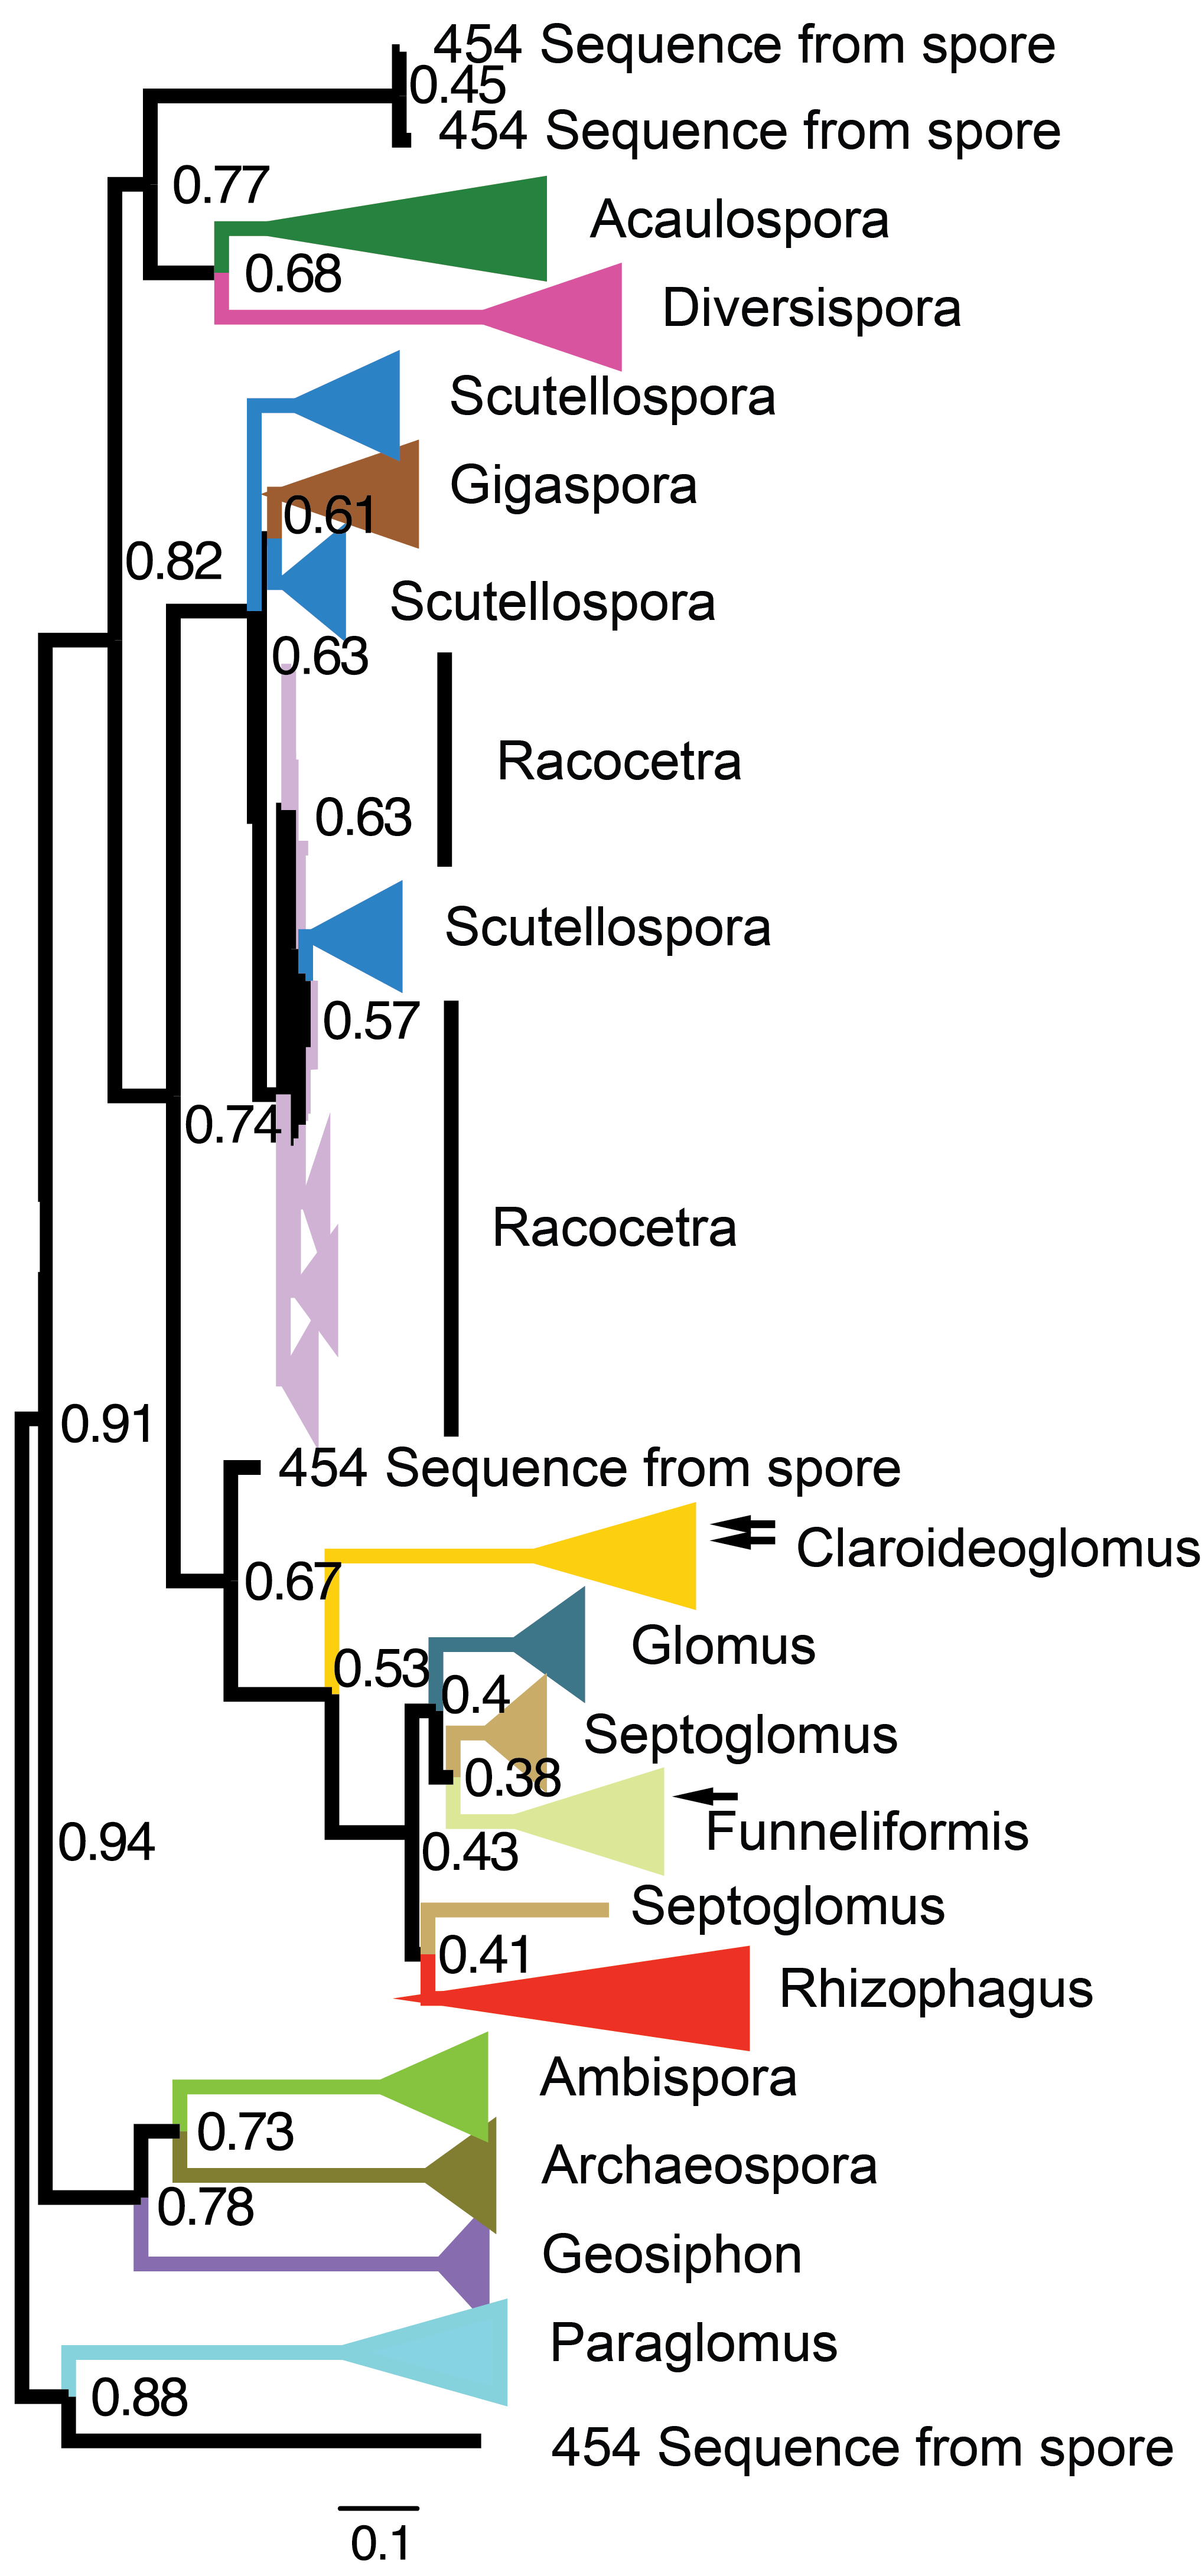 454 Sequence from spore
0.45
454 Sequence from spore
0.77
Acaulospora
0.68
Diversispora
Scutellospora
Gigaspora
0.61
0.82
Scutellospora
0.63
Racocetra
0.63
Scutellospora
0.57
0.74
Racocetra
0.91
454 Sequence from spore
Claroideoglomus
0.67
Glomus
0.53
0.4
Septoglomus
0.38
Funneliformis
0.94
0.43
Septoglomus
0.41
Rhizophagus
Ambispora
0.73
Archaeospora
0.78
Geosiphon
Paraglomus
0.88
454 Sequence from spore
0.1